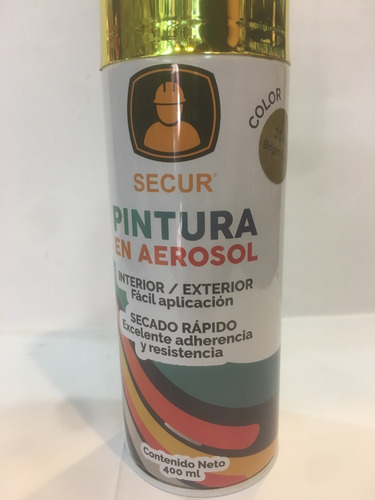 COLOR
SECUR®
PINTURA
EN AEROSOL
INTERIOR / EXTERIOR
Fácil aplicación
SECADO RÁPIDO
Excelente adherencia
y resistencia
Contenido Neto
400 ml